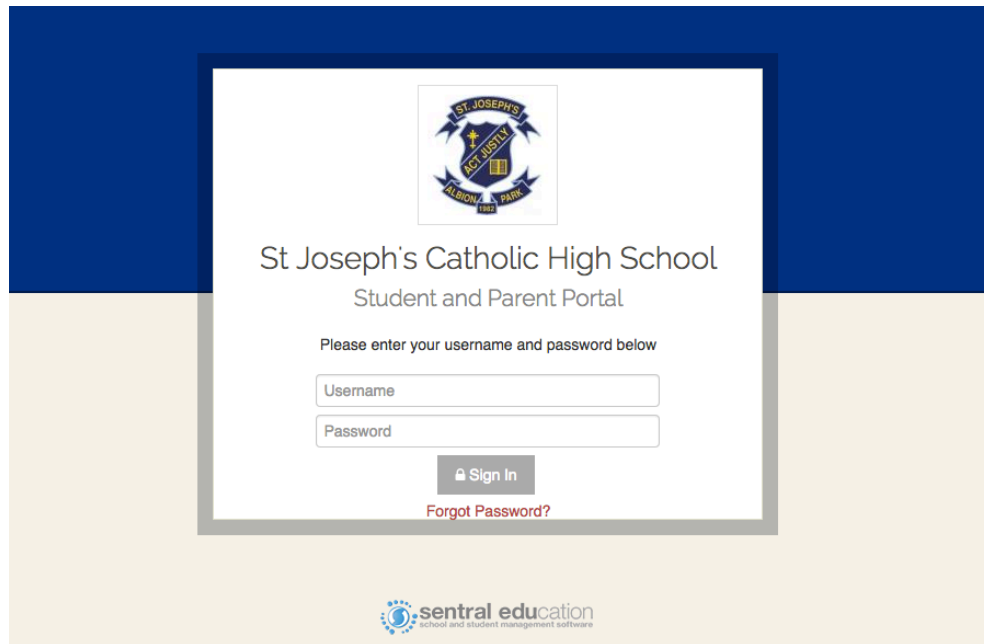 ST. JOSEPH'S
ACT JUSTLY
ALBION PARK
1982
St Joseph's Catholic High School
Student and Parent Portal
Please enter your username and password below
Username
Password
Sign In
Forgot Password?
sentral education
school and student management software